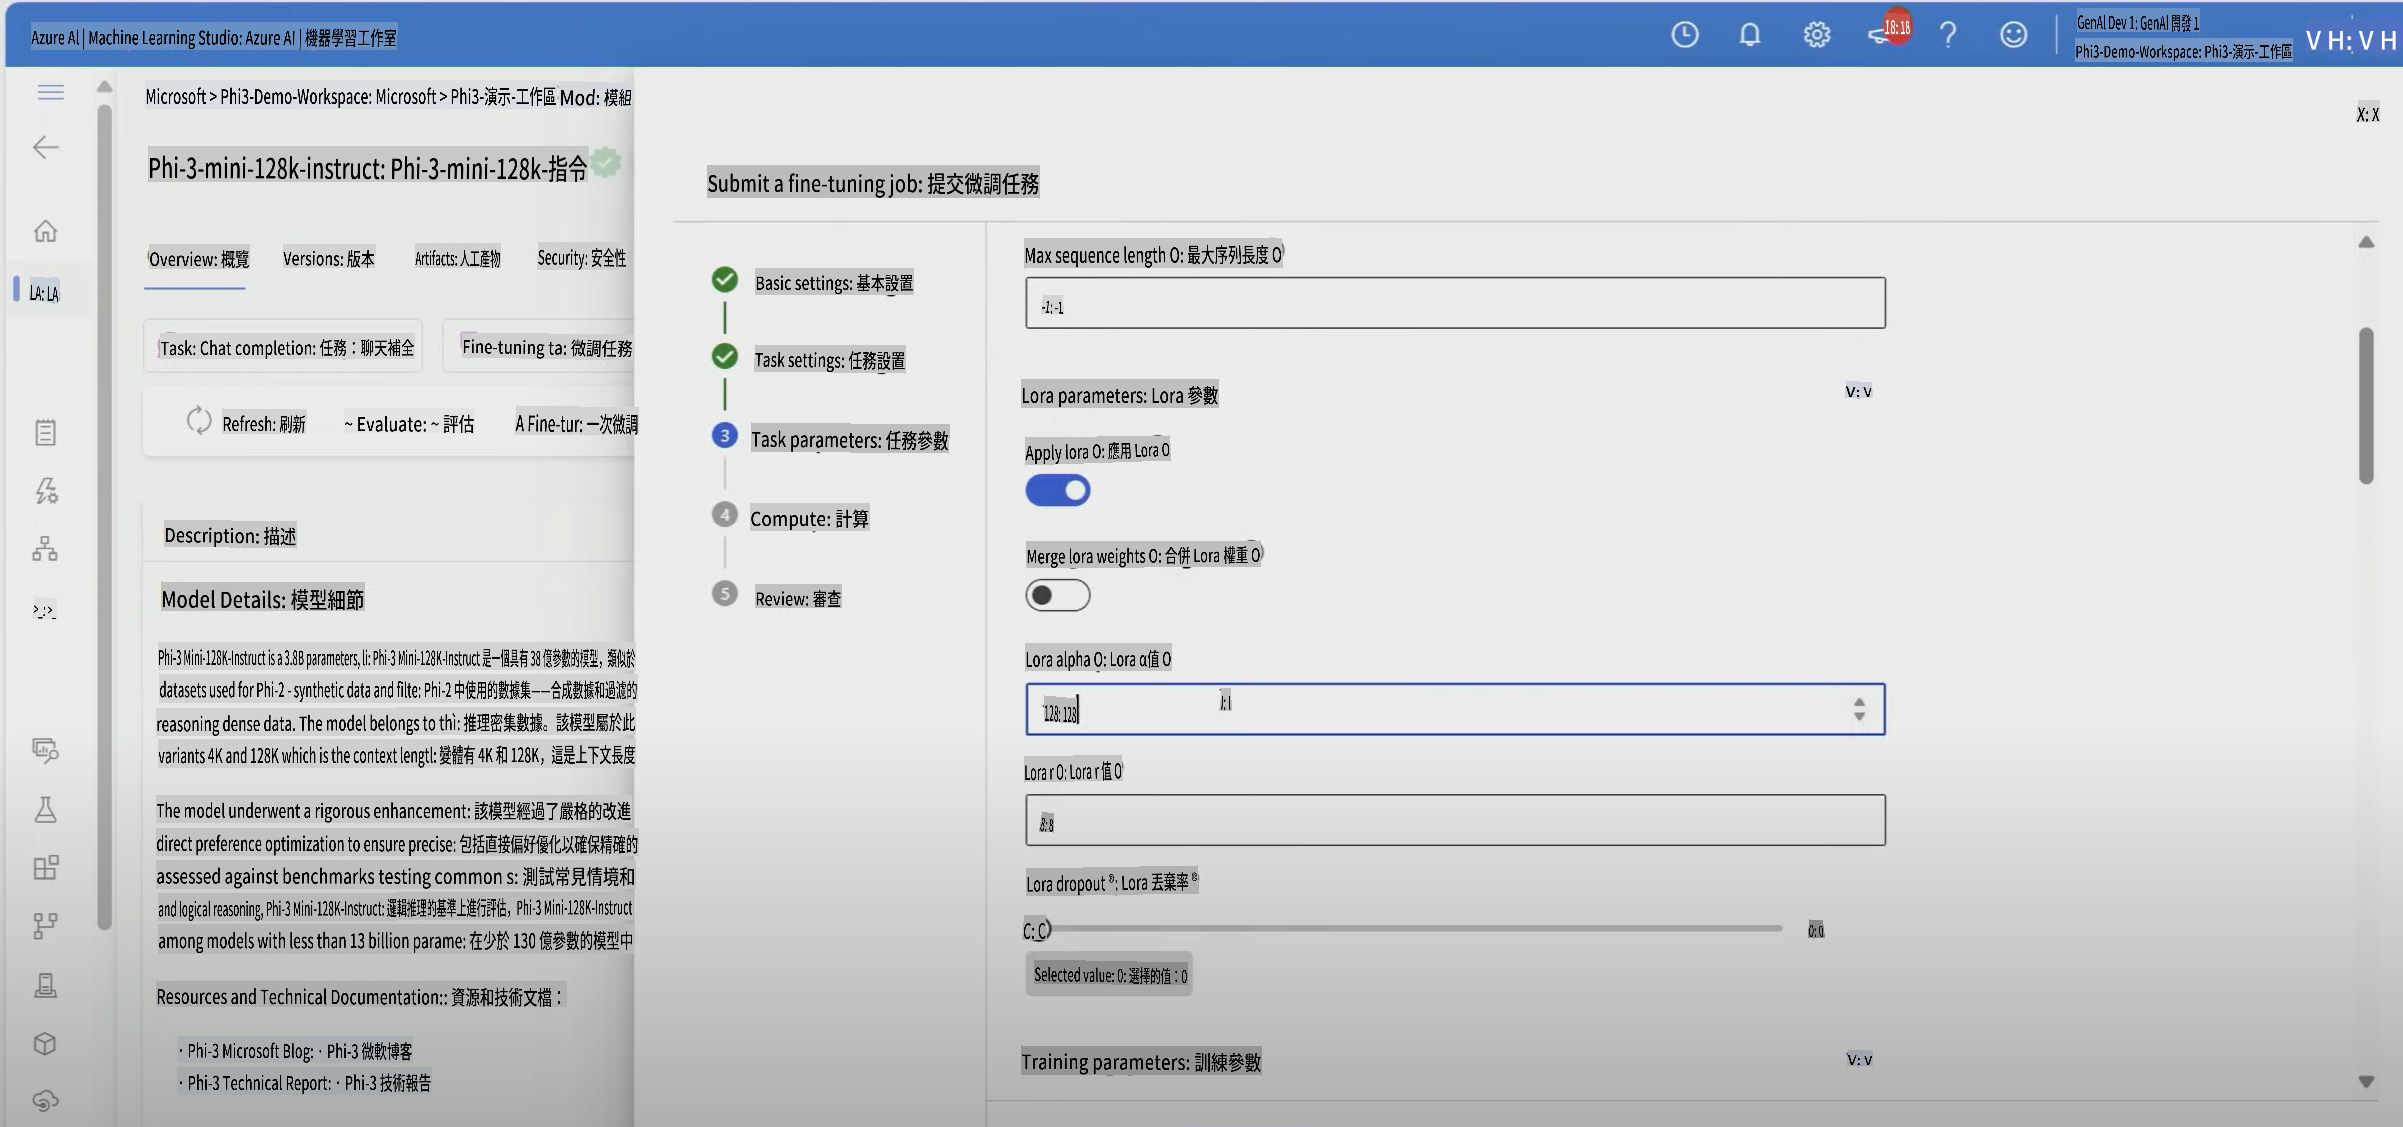 Azure Al | Machine Learning Studio: Azure AI | 機器學習工作室
18:18
GenAl Dev 1: GenAl 開發 1
Phi3-Demo-Workspace: Phi3-演示-工作區
V H: V H
Microsoft > Phi3-Demo-Workspace: Microsoft > Phi3-演示-工作區 Mod: 模組
X: X
Phi-3-mini-128k-instruct: Phi-3-mini-128k-指令
Submit a fine-tuning job: 提交微調任務
Overview: 概覽
Versions: 版本
Artifacts: 人工產物
Security: 安全性
LA: LA
Task: Chat completion: 任務：聊天補全
Fine-tuning ta: 微調任務
Refresh: 刷新
~ Evaluate: ~ 評估
A Fine-tur: 一次微調
Description: 描述
Model Details: 模型細節
Phi-3 Mini-128K-Instruct is a 3.8B parameters, li: Phi-3 Mini-128K-Instruct 是一個具有 38 億參數的模型，類似於
datasets used for Phi-2 - synthetic data and filte: Phi-2 中使用的數據集——合成數據和過濾的
reasoning dense data. The model belongs to thì: 推理密集數據。該模型屬於此
variants 4K and 128K which is the context lengtl: 變體有 4K 和 128K，這是上下文長度
The model underwent a rigorous enhancement: 該模型經過了嚴格的改進
direct preference optimization to ensure precise: 包括直接偏好優化以確保精確的
assessed against benchmarks testing common s: 測試常見情境和
and logical reasoning, Phi-3 Mini-128K-Instruct: 邏輯推理的基準上進行評估，Phi-3 Mini-128K-Instruct
among models with less than 13 billion parame: 在少於 130 億參數的模型中
Resources and Technical Documentation:: 資源和技術文檔：
· Phi-3 Microsoft Blog: · Phi-3 微軟博客
· Phi-3 Technical Report: · Phi-3 技術報告
Basic settings: 基本設置
Task settings: 任務設置
3 Task parameters: 任務參數
4 Compute: 計算
5 Review: 審查
Max sequence length O: 最大序列長度 O
-1: -1
Lora parameters: Lora 參數
V: V
Apply lora O: 應用 Lora O
Merge lora weights O: 合併 Lora 權重 O
Lora alpha O: Lora α值 O
128: 128
Lora r O: Lora r 值 O
8: 8
Lora dropout ®: Lora 丟棄率 ®
C: C
0: 0
Selected value: 0: 選擇的值：0
Training parameters: 訓練參數
V: V